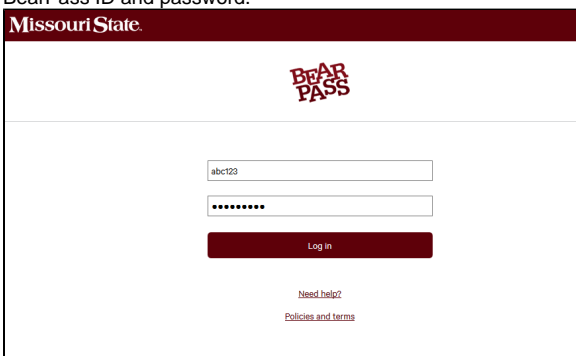 BearPass ID and password.
Missouri State.
BEAR
PASS
abc123
•••••••••
Log in
Need help?
Policies and terms